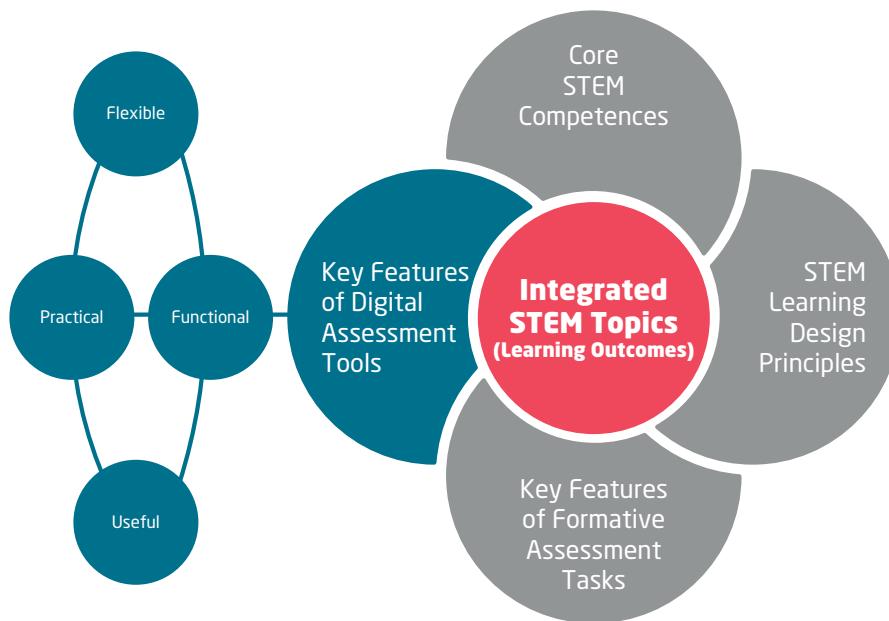 Flexible
Practical
Functional
Useful
Key Features
of Digital
Assessment
Tools
Core
STEM
Competences
Integrated
STEM Topics
(Learning Outcomes)
STEM
Learning
Design
Principles
Key Features
of Formative
Assessment
Tasks